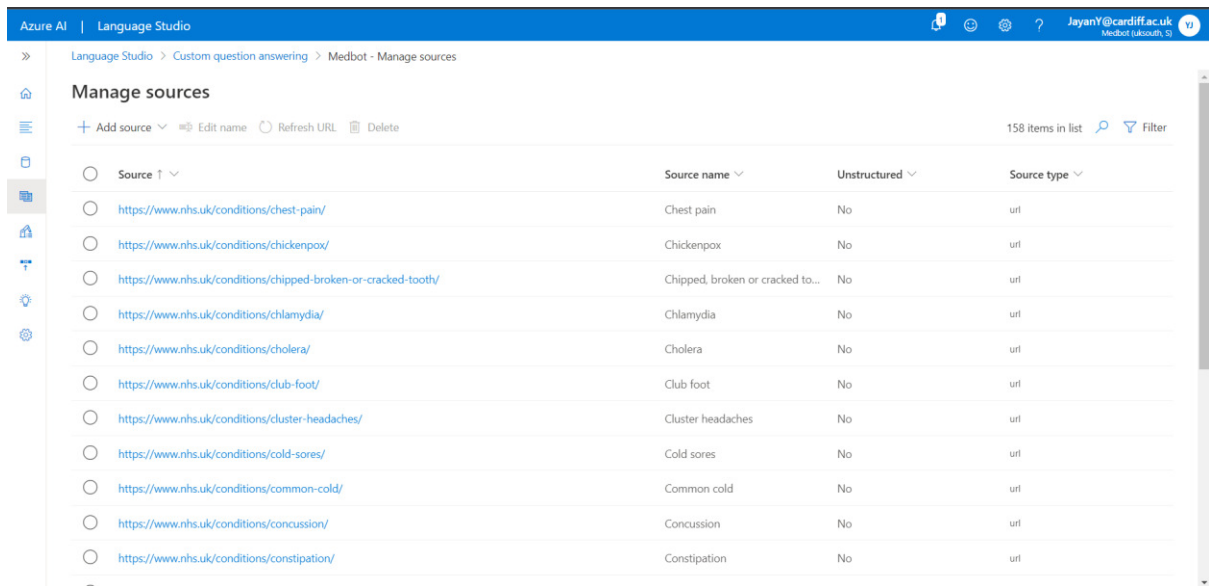 Azure AI | Language Studio 1 ? JayanY@cardiff.ac.uk YJ
Medbot (uksouth, S)
Language Studio > Custom question answering > Medbot - Manage sources
Manage sources
Add source Edit name Refresh URL Delete 158 items in list Filter
Source ↑ Source name Unstructured Source type
https://www.nhs.uk/conditions/chest-pain/ Chest pain No url
https://www.nhs.uk/conditions/chickenpox/ Chickenpox No url
https://www.nhs.uk/conditions/chipped-broken-or-cracked-tooth/ Chipped, broken or cracked to... No url
https://www.nhs.uk/conditions/chlamydia/ Chlamydia No url
https://www.nhs.uk/conditions/cholera/ Cholera No url
https://www.nhs.uk/conditions/club-foot/ Club foot No url
https://www.nhs.uk/conditions/cluster-headaches/ Cluster headaches No url
https://www.nhs.uk/conditions/cold-sores/ Cold sores No url
https://www.nhs.uk/conditions/common-cold/ Common cold No url
https://www.nhs.uk/conditions/concussion/ Concussion No url
https://www.nhs.uk/conditions/constipation/ Constipation No url